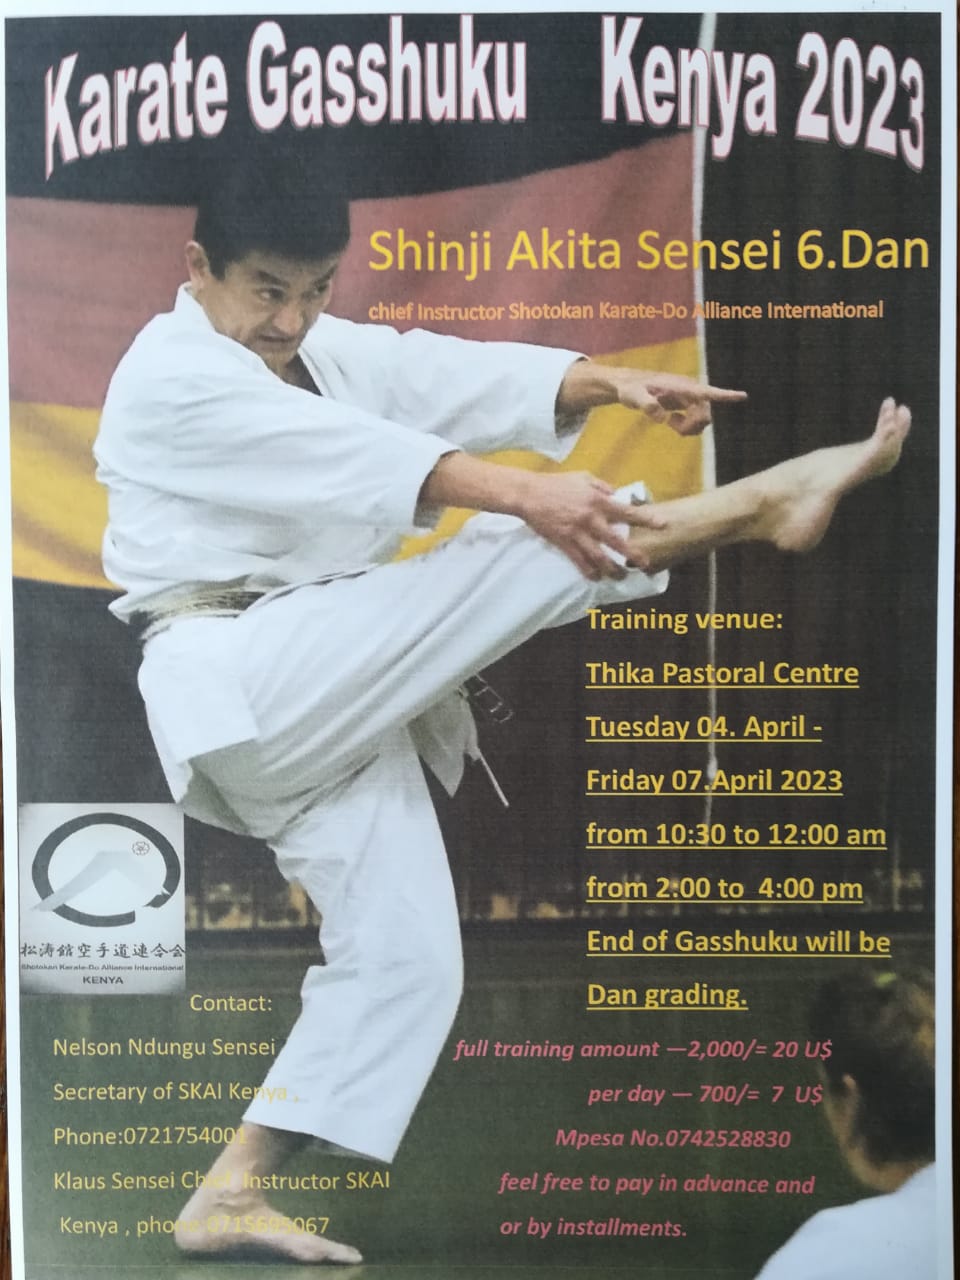 Karate Gasshuku Kenya 2023
Shinji Akita Sensei 6.Dan
chief Instructor Shotokan Karate-Do Alliance International
Training venue:
Thika Pastoral Centre
Tuesday 04. April -
Friday 07.April 2023
from 10:30 to 12:00 am
from 2:00 to 4:00 pm
End of Gasshuku will be
Dan grading.
松涛館空手道連合会
Shotokan Karate-Do Alliance International
KENYA
Contact:
Nelson Ndungu Sensei
Secretary of SKAI Kenya,
Phone:0721754001
Klaus Sensei Chief Instructor SKAI
Kenya , phone 0715695067
full training amount —2,000/= 20 U$
per day — 700/= 7 U$
Mpesa No.0742528830
feel free to pay in advance and
or by installments.